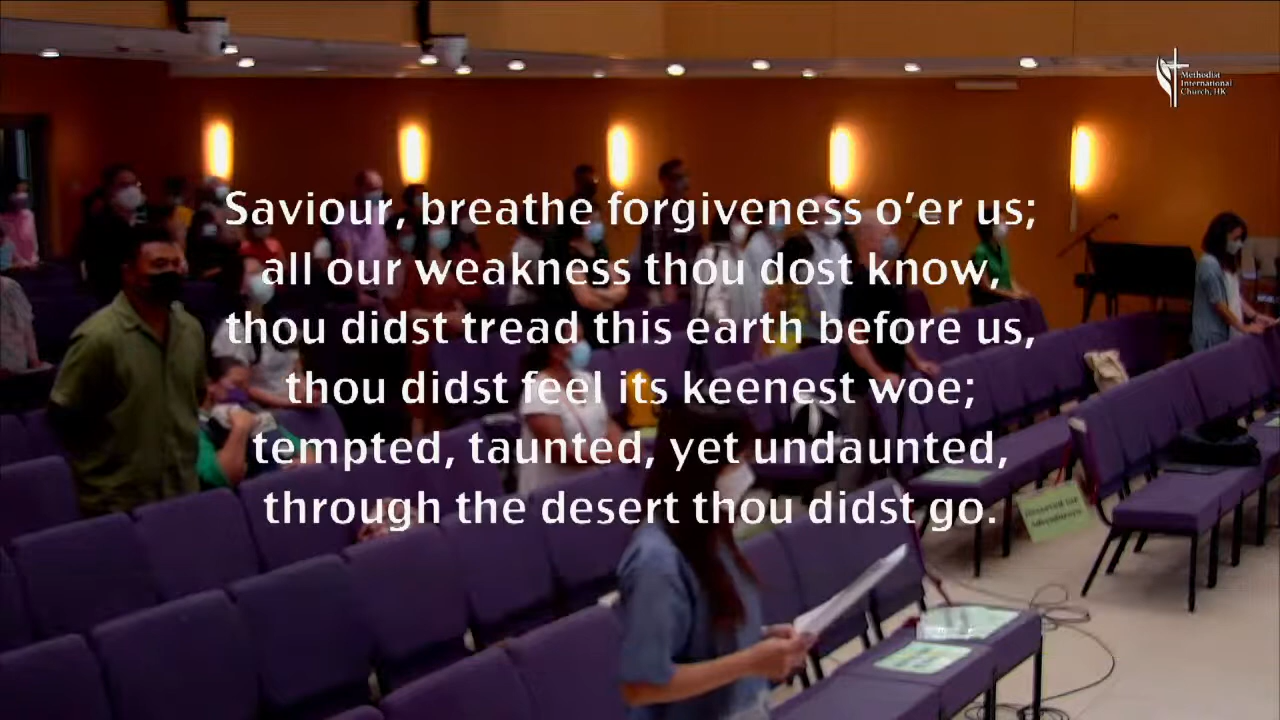 Methodist
International
Church, HK
Saviour, breathe forgiveness o’er us;
all our weakness thou dost know,
thou didst tread this earth before us,
thou didst feel its keenest woe;
tempted, taunted, yet undaunted,
through the desert thou didst go.